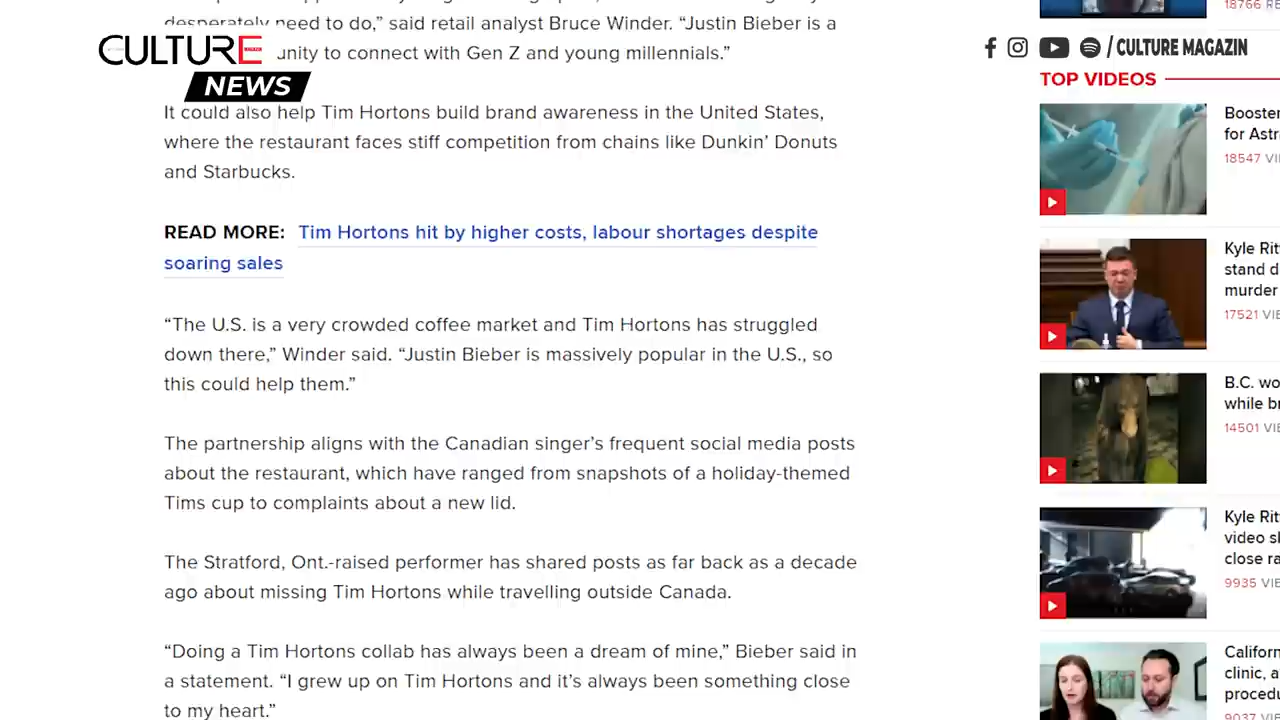 desperately need to do,” said retail analyst Bruce Winder. “Justin Bieber is a
unity to connect with Gen Z and young millennials.”
CULTURE
NEWS
/ CULTURE MAGAZIN
It could also help Tim Hortons build brand awareness in the United States,
where the restaurant faces stiff competition from chains like Dunkin’ Donuts
and Starbucks.
READ MORE: Tim Hortons hit by higher costs, labour shortages despite
soaring sales
“The U.S. is a very crowded coffee market and Tim Hortons has struggled
down there,” Winder said. “Justin Bieber is massively popular in the U.S., so
this could help them.”
The partnership aligns with the Canadian singer’s frequent social media posts
about the restaurant, which have ranged from snapshots of a holiday-themed
Tims cup to complaints about a new lid.
The Stratford, Ont.-raised performer has shared posts as far back as a decade
ago about missing Tim Hortons while travelling outside Canada.
“Doing a Tim Hortons collab has always been a dream of mine,” Bieber said in
a statement. “I grew up on Tim Hortons and it’s always been something close
to my heart.”
18766 RE
TOP VIDEOS
Booster
for Astr
18547 VI
Kyle Rit
stand d
murder
17521 VIE
B.C. wo
while br
14501 VIE
Kyle Rit
video sh
close ra
9935 VIE
Californ
clinic, a
procedu
9037 VIE